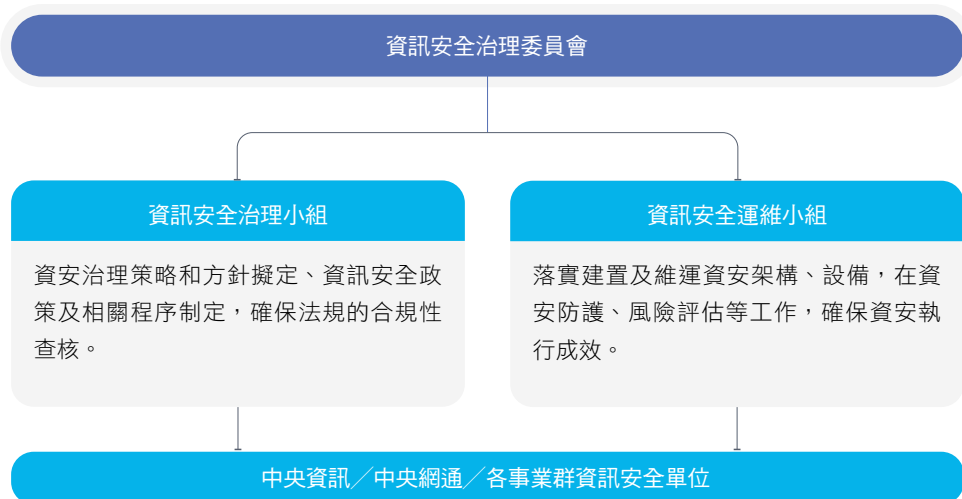 資訊安全治理委員會
資訊安全治理小組
資安治理策略和方針擬定、資訊安全政
策及相關程序制定，確保法規的合規性
查核。
資訊安全運維小組
落實建置及維運資安架構、設備，在資
安防護、風險評估等工作，確保資安執
行成效。
中央資訊╱中央網通╱各事業群資訊安全單位